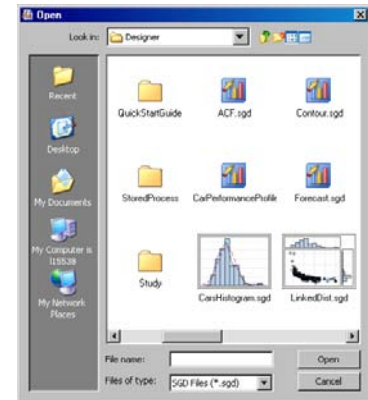 Open
Look in: Designer
Recent
Desktop
My Documents
My Computer is
l15538
My Network
Places
QuickStartGuide
ACF.sgd
Contour.sgd
StoredProcess
CarPerformanceProfile
Forecast.sgd
Study
CarsHistogram.sgd
LinkedDist.sgd
File name:
Open
Files of type: SGD Files (*.sgd)
Cancel